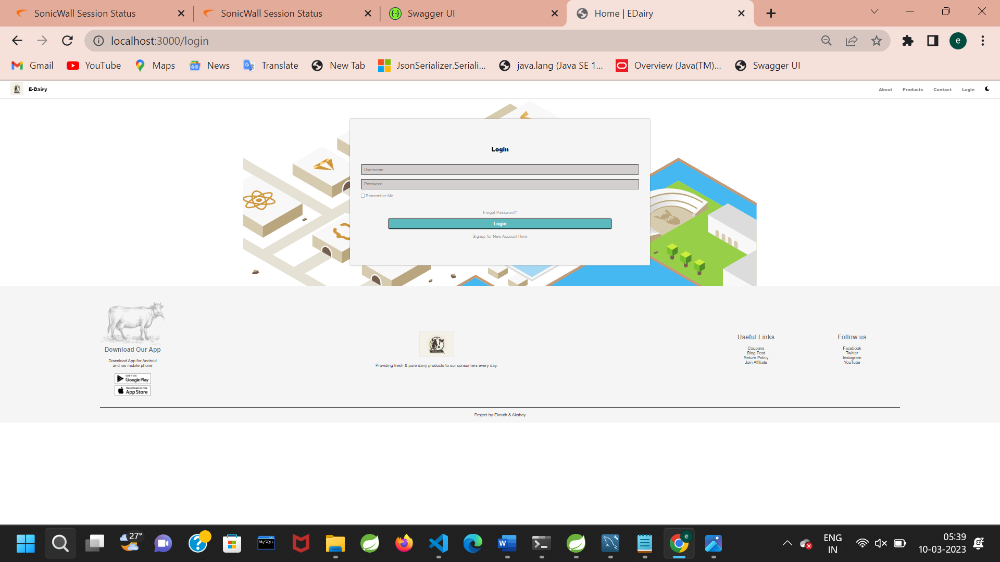 SonicWall Session Status
SonicWall Session Status
Swagger UI
Home | EDairy
localhost:3000/login
e
Gmail
YouTube
Maps
News
Translate
New Tab
JsonSerializer.Seriali...
java.lang (Java SE 1...
Overview (Java(TM)...
Swagger UI
E-Dairy
About
Products
Contact
Login
Login
Username
Password
Remember Me
Forgot Password?
Login
Signup for New Account Here
Download Our App
Download App for Android
and ios mobile phone
GET IT ON
Google Play
Download on the
App Store
Providing fresh & pure dairy products to our consumers every day.
Useful Links
Coupons
Blog Post
Return Policy
Join Affiliate
Follow us
Facebook
Twitter
Instagram
YouTube
Project by-Eknath & Akshay
27°
MySQL
ENG
IN
05:39
10-03-2023